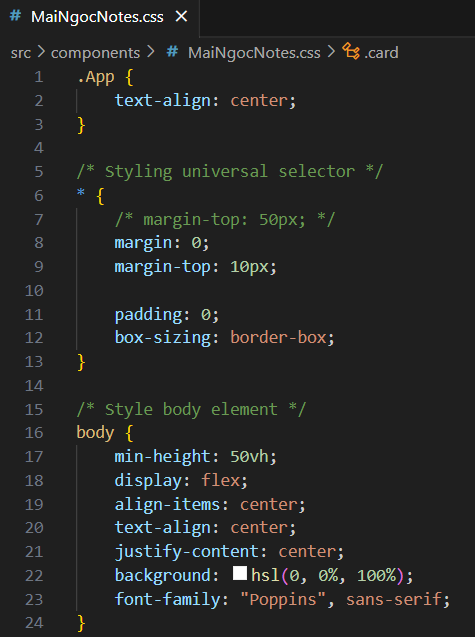 # MaiNgocNotes.css ×
src > components > # MaiNgocNotes.css > .card
1 .App {
2     text-align: center;
3 }
4
5 /* Styling universal selector */
6 * {
7     /* margin-top: 50px; */
8     margin: 0;
9     margin-top: 10px;
10
11     padding: 0;
12     box-sizing: border-box;
13 }
14
15 /* Style body element */
16 body {
17     min-height: 50vh;
18     display: flex;
19     align-items: center;
20     text-align: center;
21     justify-content: center;
22     background: hsl(0, 0%, 100%);
23     font-family: "Poppins", sans-serif;
24 }